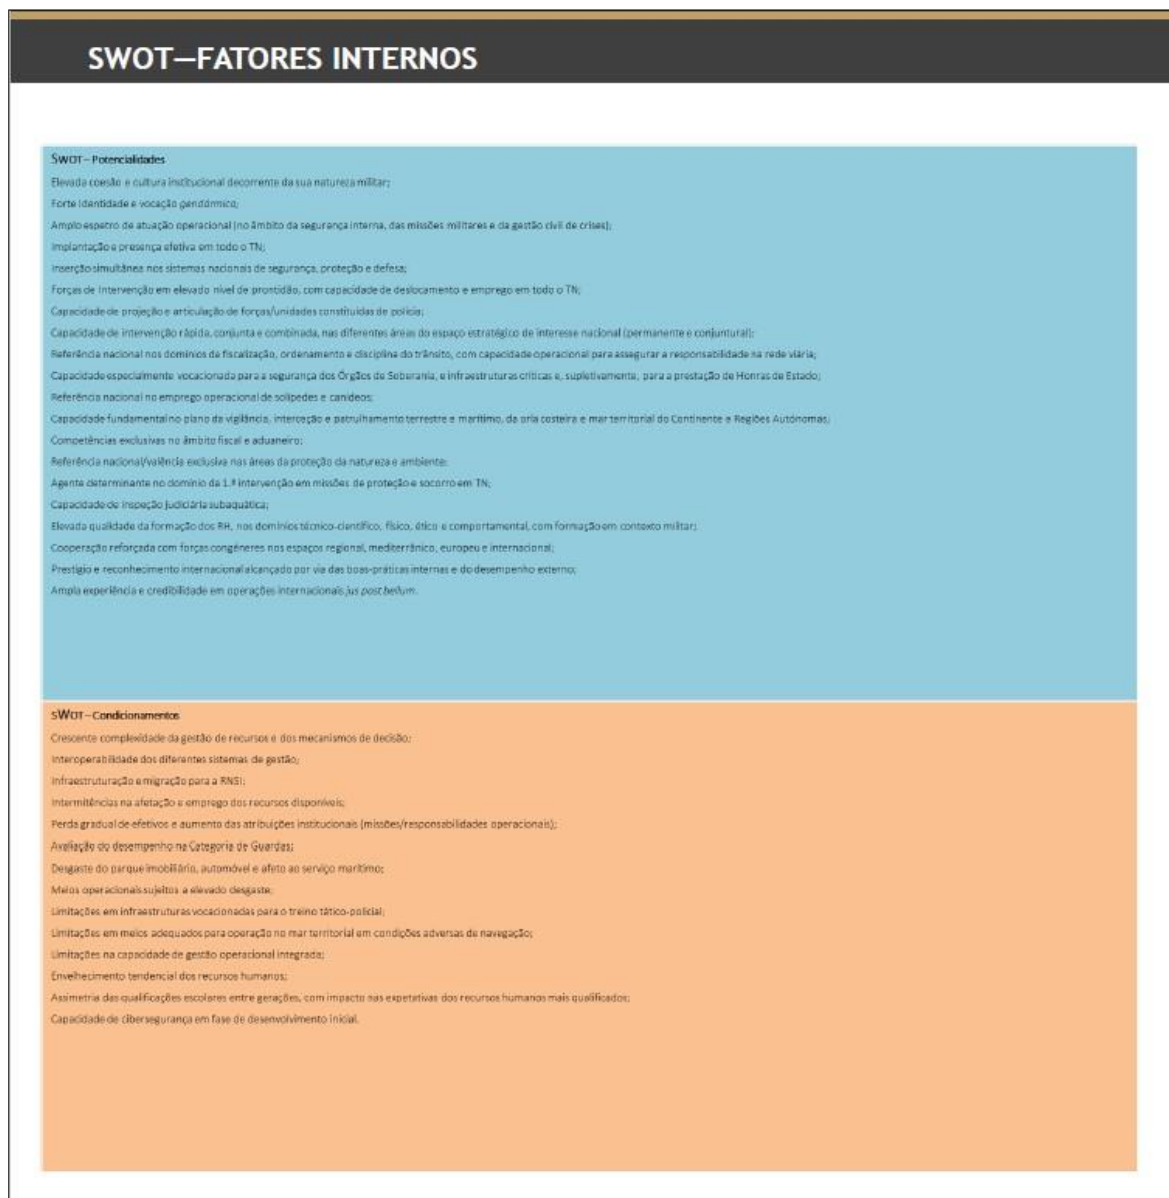 SWOT—FATORES INTERNOS
SWOT – Potencialidades
Elevada coesão e cultura institucional decorrente da sua natureza militar;
Forte identidade e vocação gendármica;
Amplo espetro de atuação operacional (no âmbito da segurança interna, das missões militares e da gestão civil de crises);
Implantação e presença efetiva em todo o TN;
Inserção simultânea nos sistemas nacionais de segurança, proteção e defesa;
Forças de Intervenção em elevado nível de prontidão, com capacidade de deslocamento e emprego em todo o TN;
Capacidade de projeção e articulação de forças/unidades constituídas de polícia;
Capacidade de intervenção rápida, conjunta e combinada, nas diferentes áreas do espaço estratégico de interesse nacional (permanente e conjuntural);
Referência nacional nos domínios da fiscalização, ordenamento e disciplina do trânsito, com capacidade operacional para assegurar a responsabilidade na rede viária;
Capacidade especialmente vocacionada para a segurança dos Órgãos de Soberania, e infraestruturas críticas e, supletivamente, para a prestação de Honras de Estado;
Referência nacional no emprego operacional de solípedes e canídeos;
Capacidade fundamental no plano da vigilância, interceção e patrulhamento terrestre e marítimo, da orla costeira e mar territorial do Continente e Regiões Autónomas;
Competências exclusivas no âmbito fiscal e aduaneiro;
Referência nacional/valência exclusiva nas áreas da proteção da natureza e ambiente;
Agente determinante no domínio da 1.ª intervenção em missões de proteção e socorro em TN;
Capacidade de inspeção judiciária subaquática;
Elevada qualidade da formação dos RH, nos domínios técnico-científico, físico, ético e comportamental, com formação em contexto militar;
Cooperação reforçada com forças congéneres nos espaços regional, mediterrânico, europeu e internacional;
Prestígio e reconhecimento internacional alcançado por via das boas-práticas internas e do desempenho externo;
Ampla experiência e credibilidade em operações internacionais jus post bellum.
sWOT – Condicionamentos
Crescente complexidade da gestão de recursos e dos mecanismos de decisão;
Interoperabilidade dos diferentes sistemas de gestão;
Infraestruturação e migração para a RNSI;
Intermitências na afetação e emprego dos recursos disponíveis;
Perda gradual de efetivos e aumento das atribuições institucionais (missões/responsabilidades operacionais);
Avaliação do desempenho na Categoria de Guardas;
Desgaste do parque imobiliário, automóvel e afeto ao serviço marítimo;
Meios operacionais sujeitos a elevado desgaste;
Limitações em infraestruturas vocacionadas para o treino tático-policial;
Limitações em meios adequados para operação no mar territorial em condições adversas de navegação;
Limitações na capacidade de gestão operacional integrada;
Envelhecimento tendencial dos recursos humanos;
Assimetria das qualificações escolares entre gerações, com impacto nas expetativas dos recursos humanos mais qualificados;
Capacidade de cibersegurança em fase de desenvolvimento inicial.